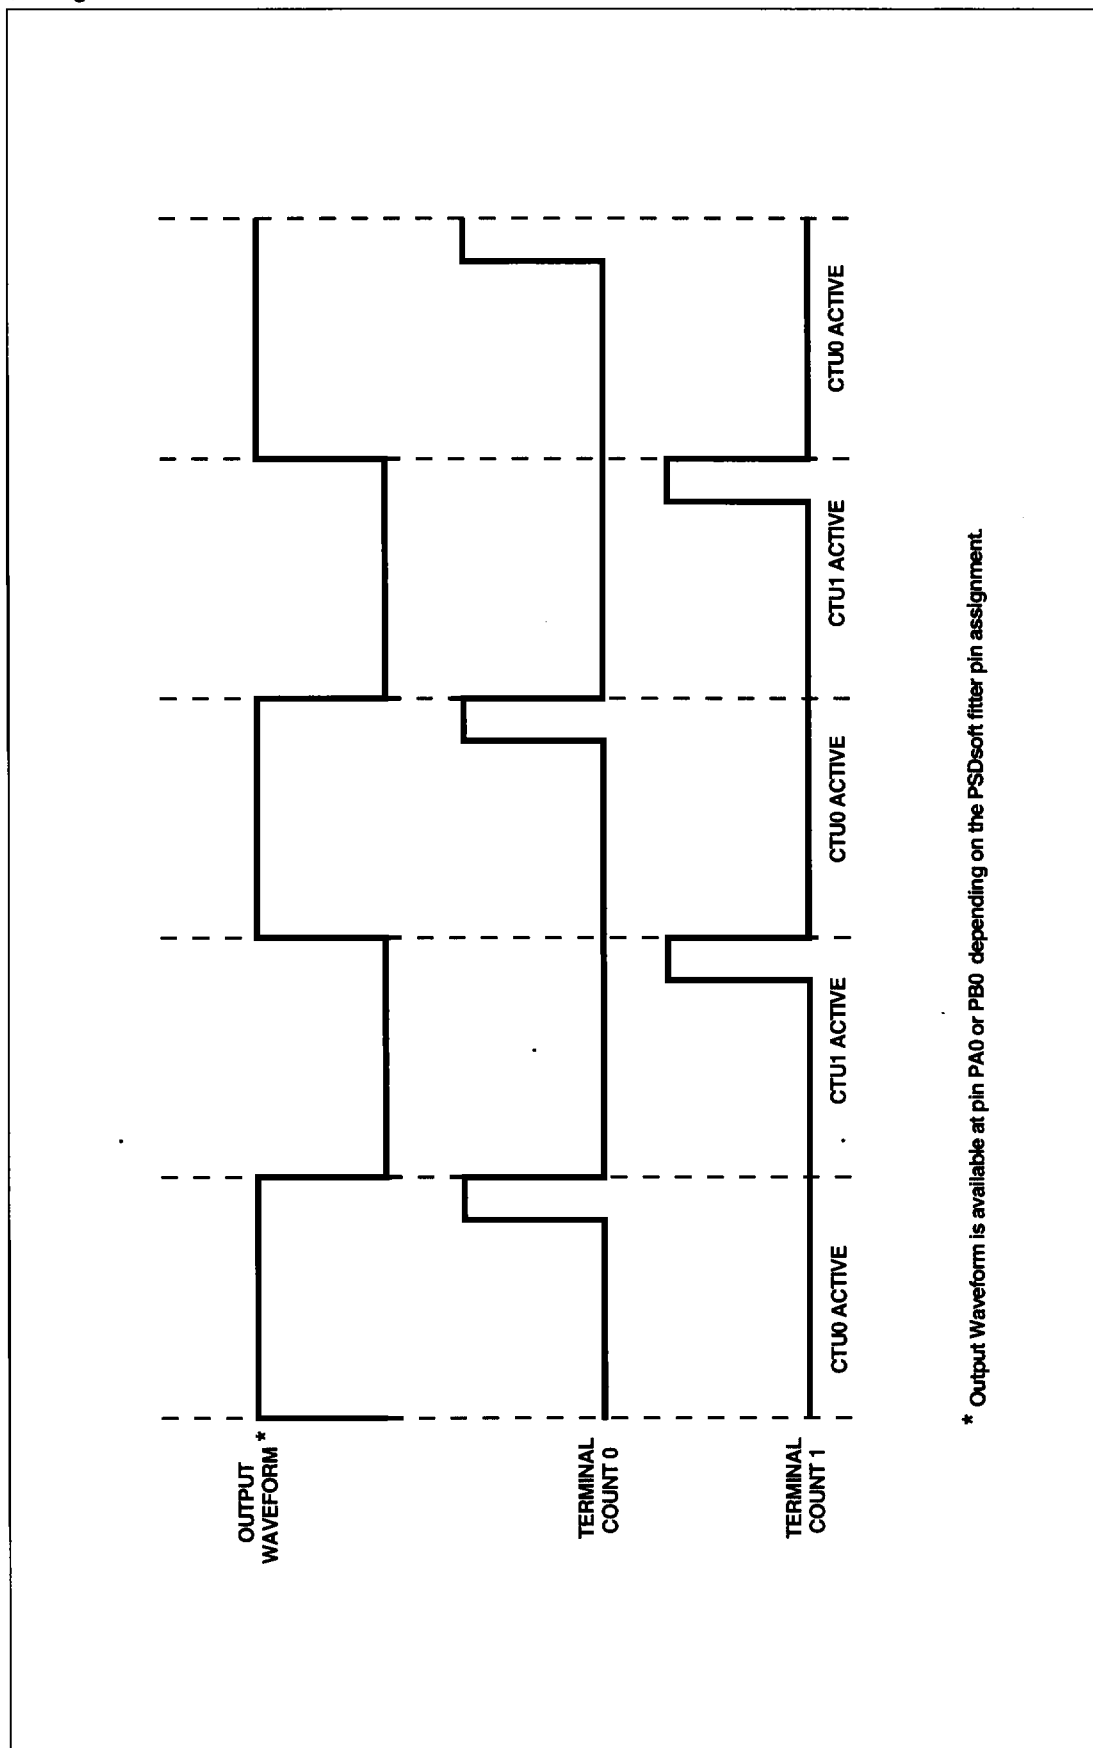 OUTPUT
WAVEFORM *
TERMINAL
COUNT 0
TERMINAL
COUNT 1
CTU0 ACTIVE
CTU1 ACTIVE
CTU0 ACTIVE
CTU1 ACTIVE
CTU0 ACTIVE
* Output Waveform is available at pin PA0 or PB0 depending on the PSDsoft fitter pin assignment.